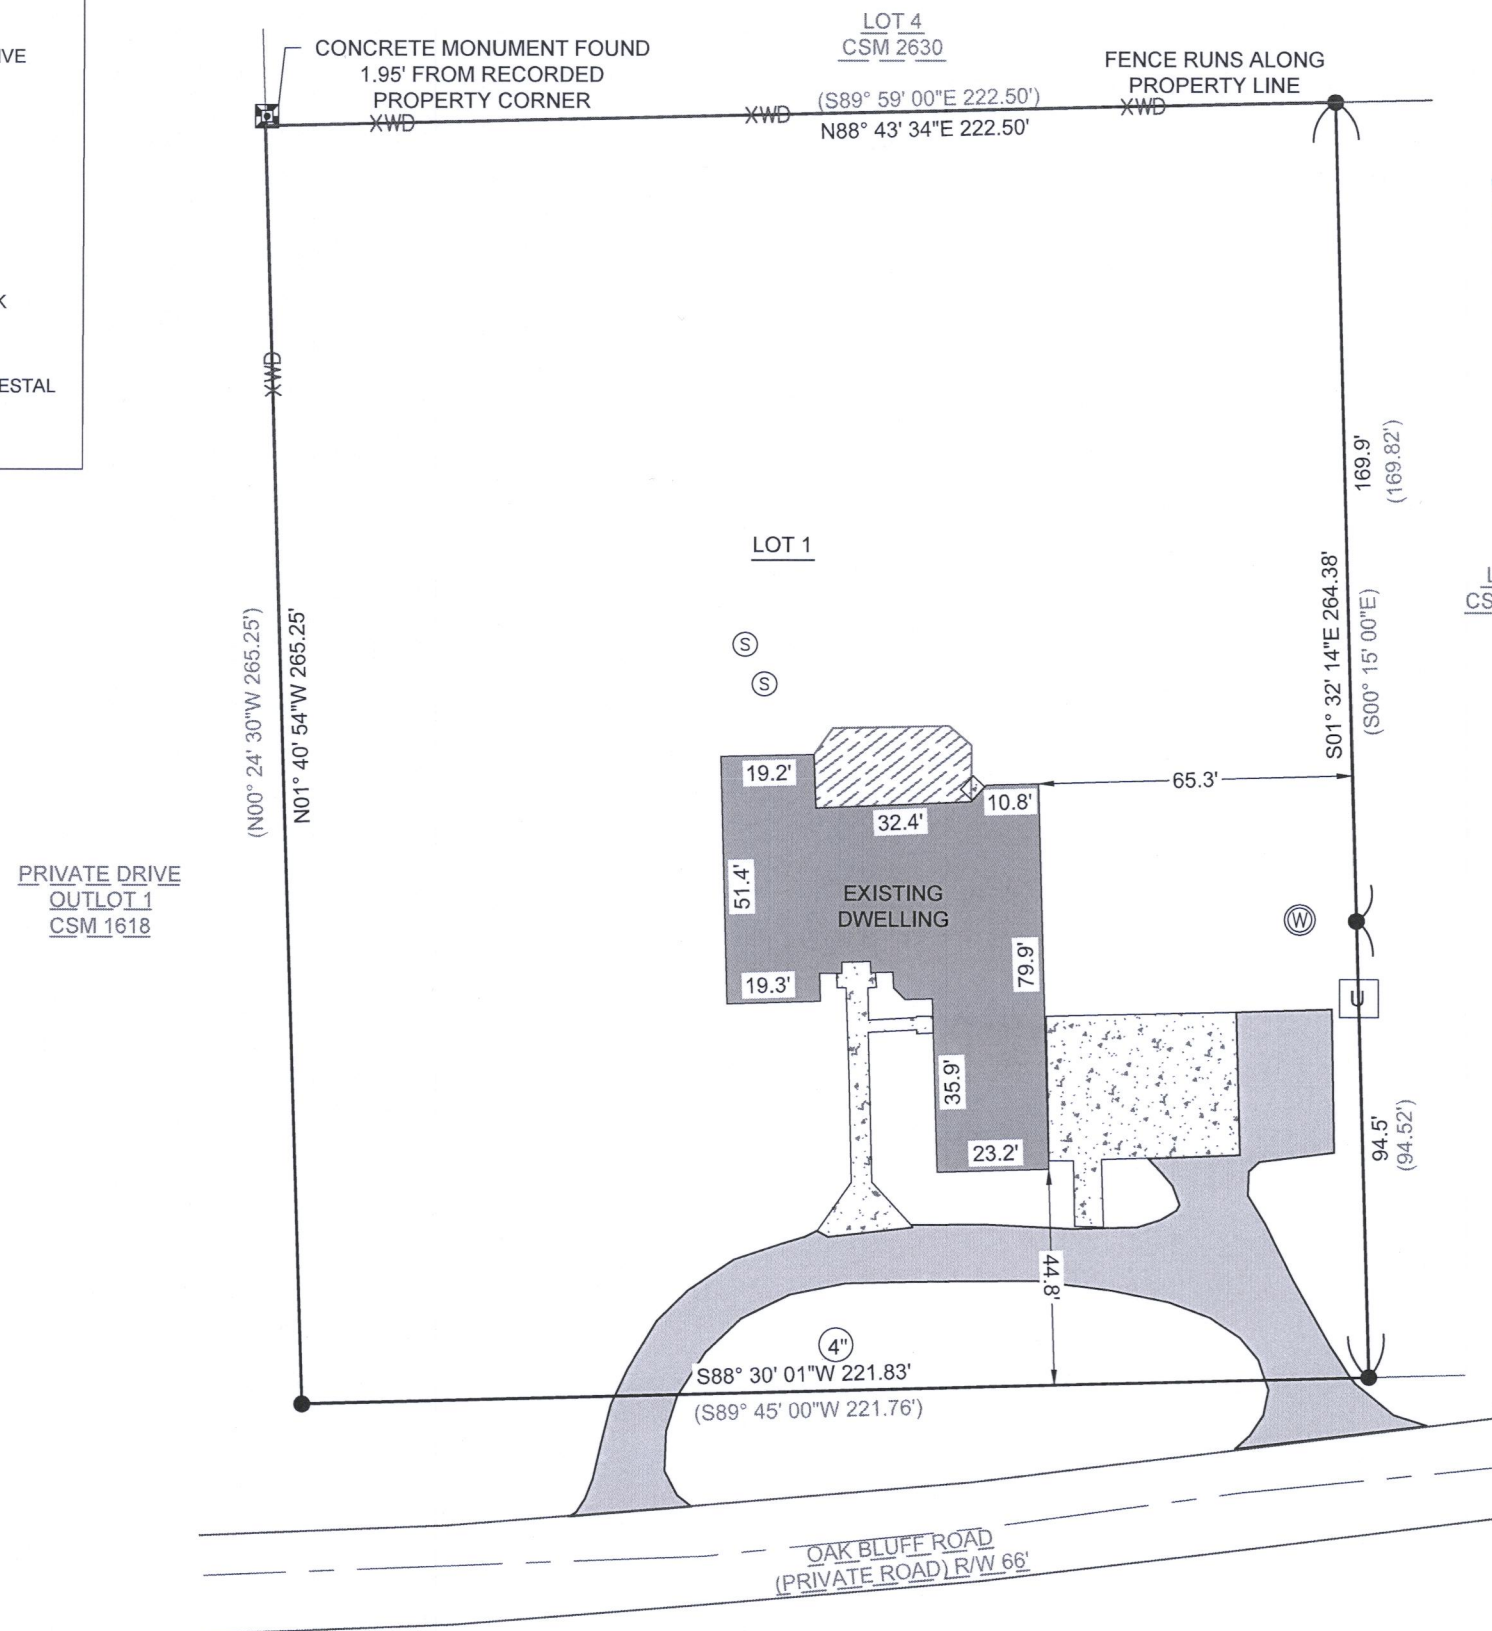 LOT 4
CSM 2630
CONCRETE MONUMENT FOUND
1.95' FROM RECORDED
PROPERTY CORNER
FENCE RUNS ALONG
PROPERTY LINE
(S89° 59' 00"E 222.50')
N88° 43' 34"E 222.50'
XWD
XWD
XWD
XWD
ESTAL
169.9'
(169.82')
LOT 1
S01° 32' 14"E 264.38'
(S00° 15' 00"E)
(N00° 24' 30"W 265.25')
N01° 40' 54"W 265.25'
S
S
19.2'
32.4'
10.8'
65.3'
51.4'
EXISTING
DWELLING
79.9'
19.3'
W
U
PRIVATE DRIVE
OUTLOT 1
CSM 1618
35.9'
23.2'
94.5'
(94.52')
44.8'
4"
S88° 30' 01"W 221.83'
(S89° 45' 00"W 221.76')
OAK BLUFF ROAD
(PRIVATE ROAD) R/W 66'